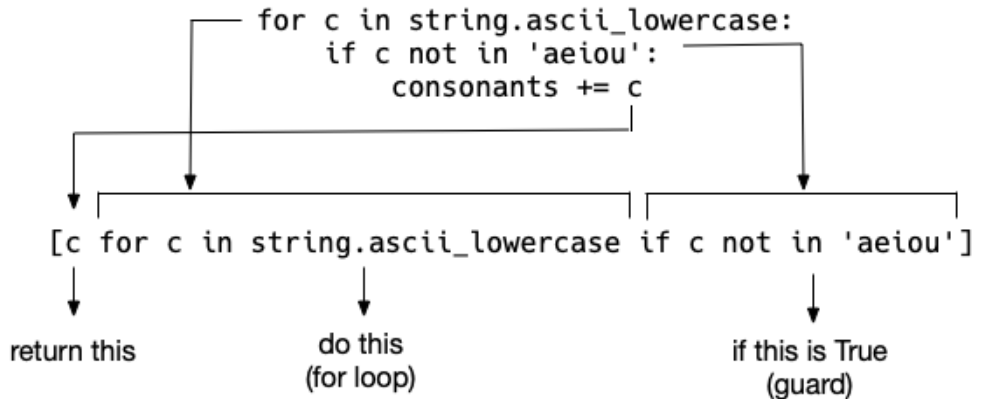 for c in string.ascii_lowercase:
if c not in 'aeiou':
consonants += c
[c for c in string.ascii_lowercase if c not in 'aeiou']
return this
do this
(for loop)
if this is True
(guard)